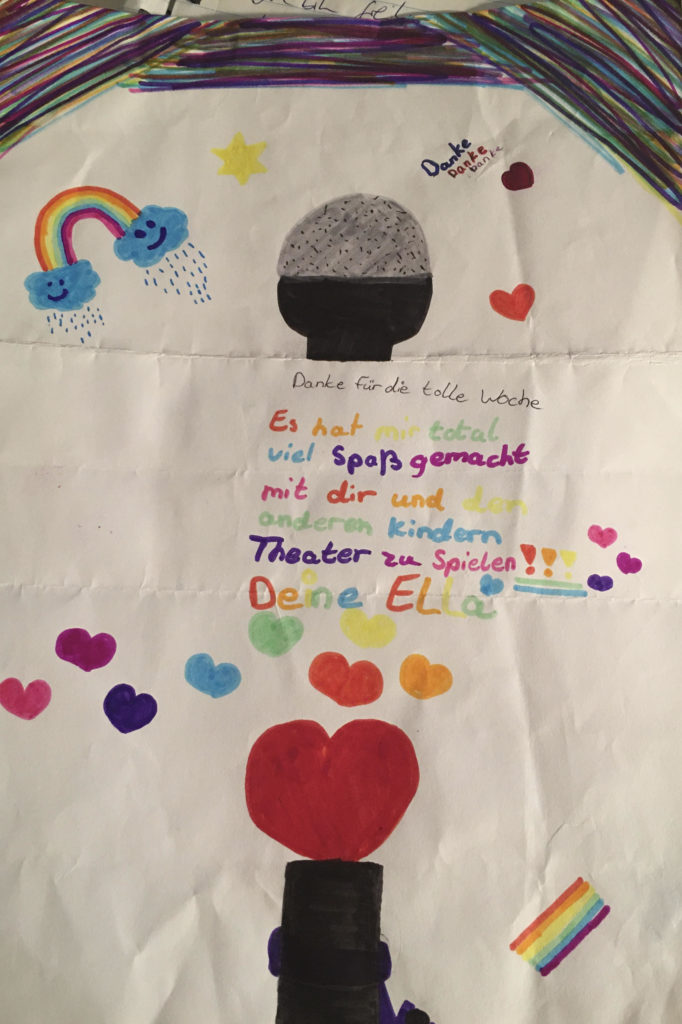 Danke
Danke
Danke
Danke für die tolle Woche
Es hat mir total
viel Spaß gemacht
mit dir und den
anderen kindern
Theater zu Spielen!!!
Deine Ella